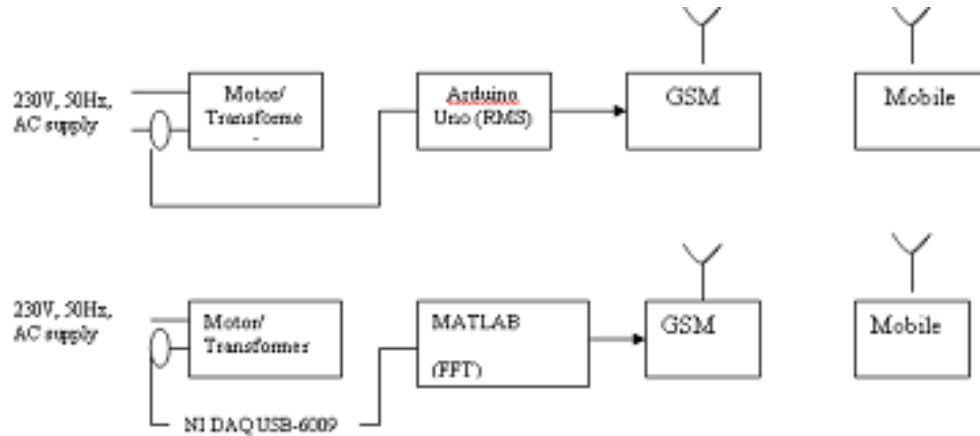 230V, 50Hz,
AC supply
Motor/
Transforme
-
Arduino
Uno (RMS)
GSM
Mobile
230V, 50Hz,
AC supply
Motor/
Transformer
MATLAB
(FFT)
GSM
Mobile
NI DAQ USB-6009